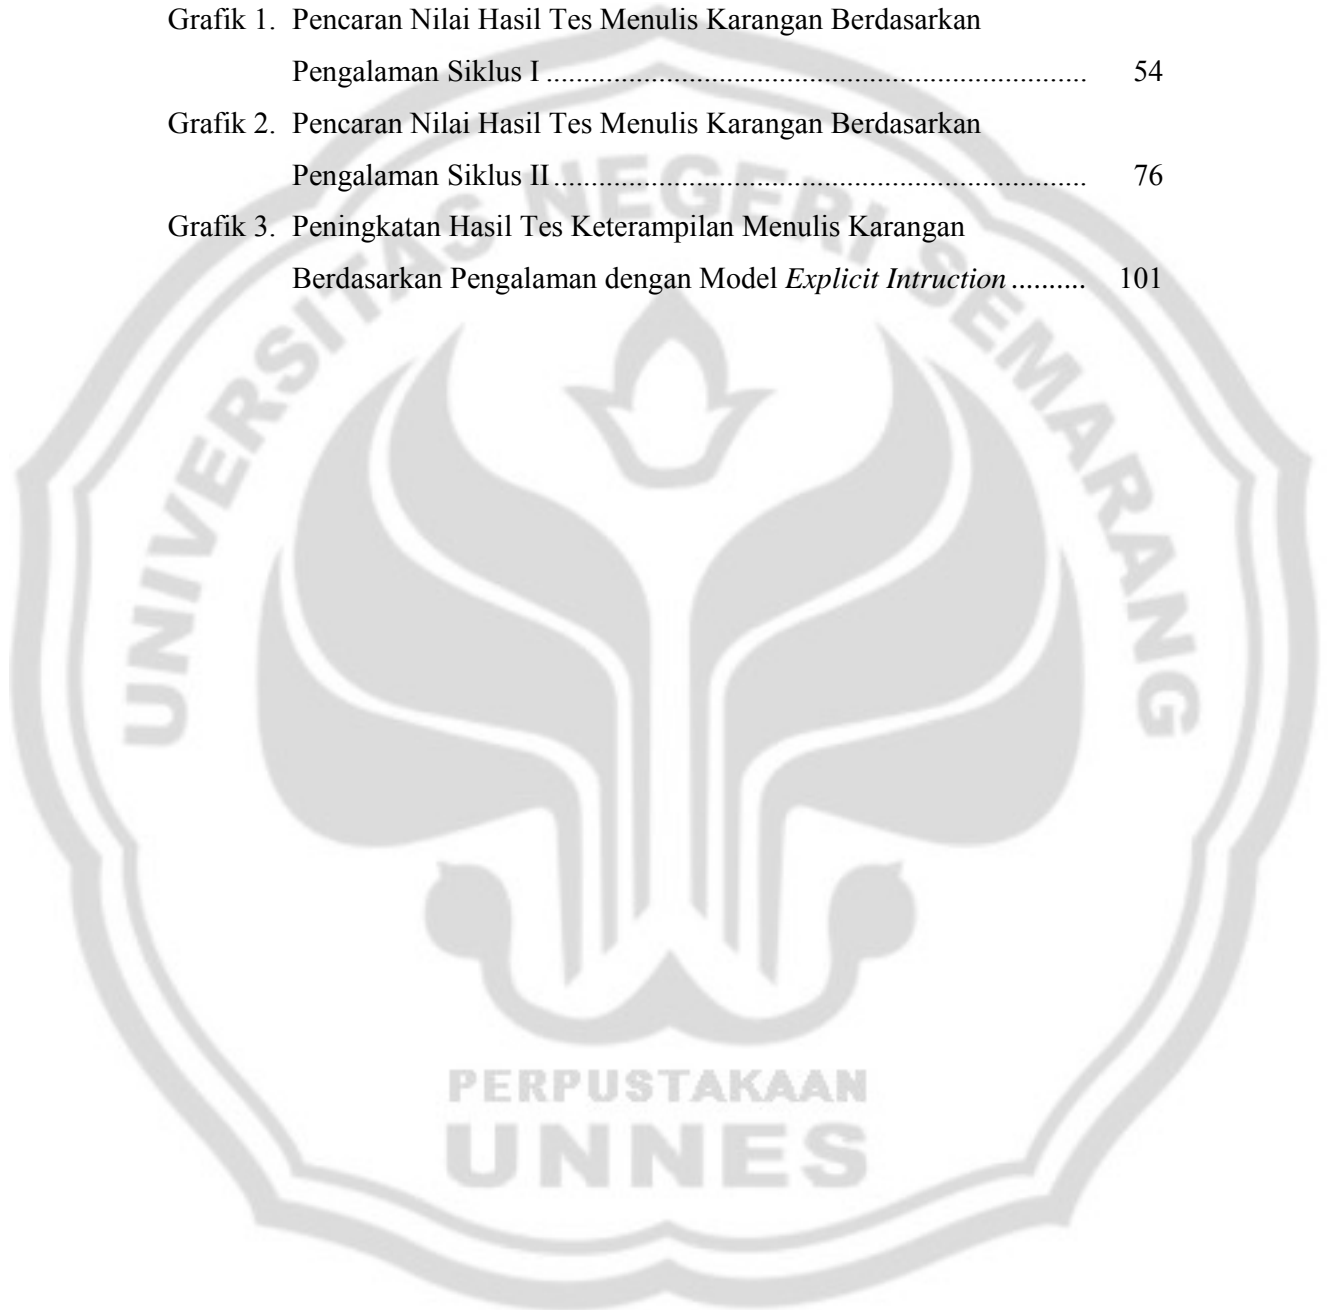 Grafik 1. Pencaran Nilai Hasil Tes Menulis Karangan Berdasarkan
Pengalaman Siklus I ........................................................................ 54
Grafik 2. Pencaran Nilai Hasil Tes Menulis Karangan Berdasarkan
Pengalaman Siklus II ....................................................................... 76
Grafik 3. Peningkatan Hasil Tes Keterampilan Menulis Karangan
Berdasarkan Pengalaman dengan Model Explicit Intruction .......... 101
UNIVERSITAS NEGERI SEMARANG
PERPUSTAKAAN
UNNES